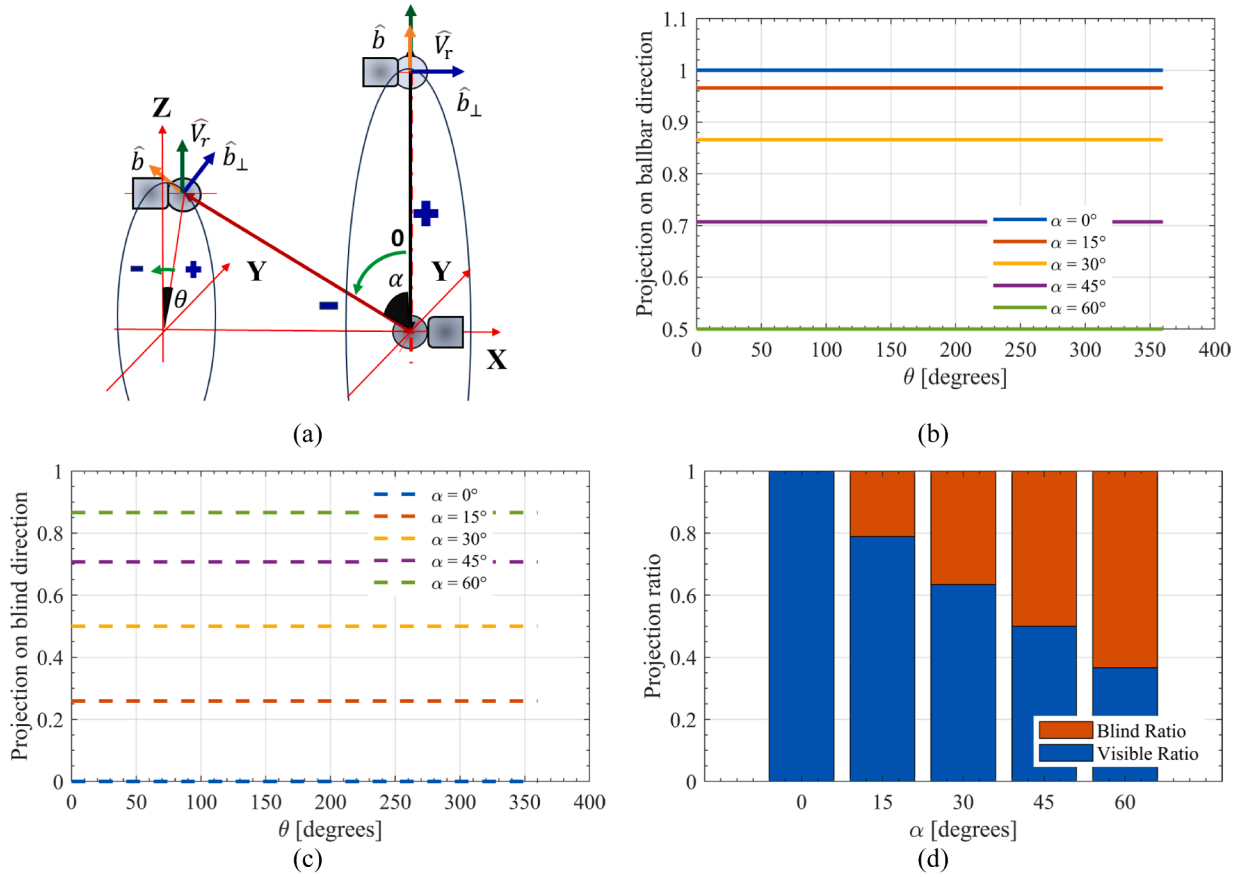 b̂
V̂r
b̂⊥
Z
V̂r
b̂
b̂⊥
+
0
-
+
Y
α
Y
θ
-
X
(a)
Projection on ballbar direction
1.1
1
0.9
0.8
0.7
0.6
0.5
α = 0°
α = 15°
α = 30°
α = 45°
α = 60°
0 50 100 150 200 250 300 350 400
θ [degrees]
(b)
Projection on blind direction
1
0.8
0.6
0.4
0.2
0
α = 0°
α = 15°
α = 30°
α = 45°
α = 60°
0 50 100 150 200 250 300 350 400
θ [degrees]
(c)
Projection ratio
1
0.8
0.6
0.4
0.2
0
Blind Ratio
Visible Ratio
0 15 30 45 60
α [degrees]
(d)